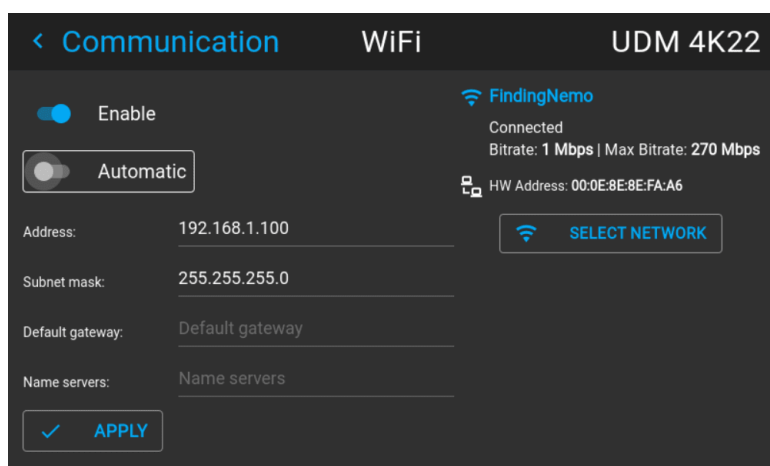 Communication WiFi UDM 4K22
Enable
Automatic
Address: 192.168.1.100
Subnet mask: 255.255.255.0
Default gateway: Default gateway
Name servers: Name servers
APPLY
FindingNemo
Connected
Bitrate: 1 Mbps | Max Bitrate: 270 Mbps
HW Address: 00:0E:8E:8E:FA:A6
SELECT NETWORK